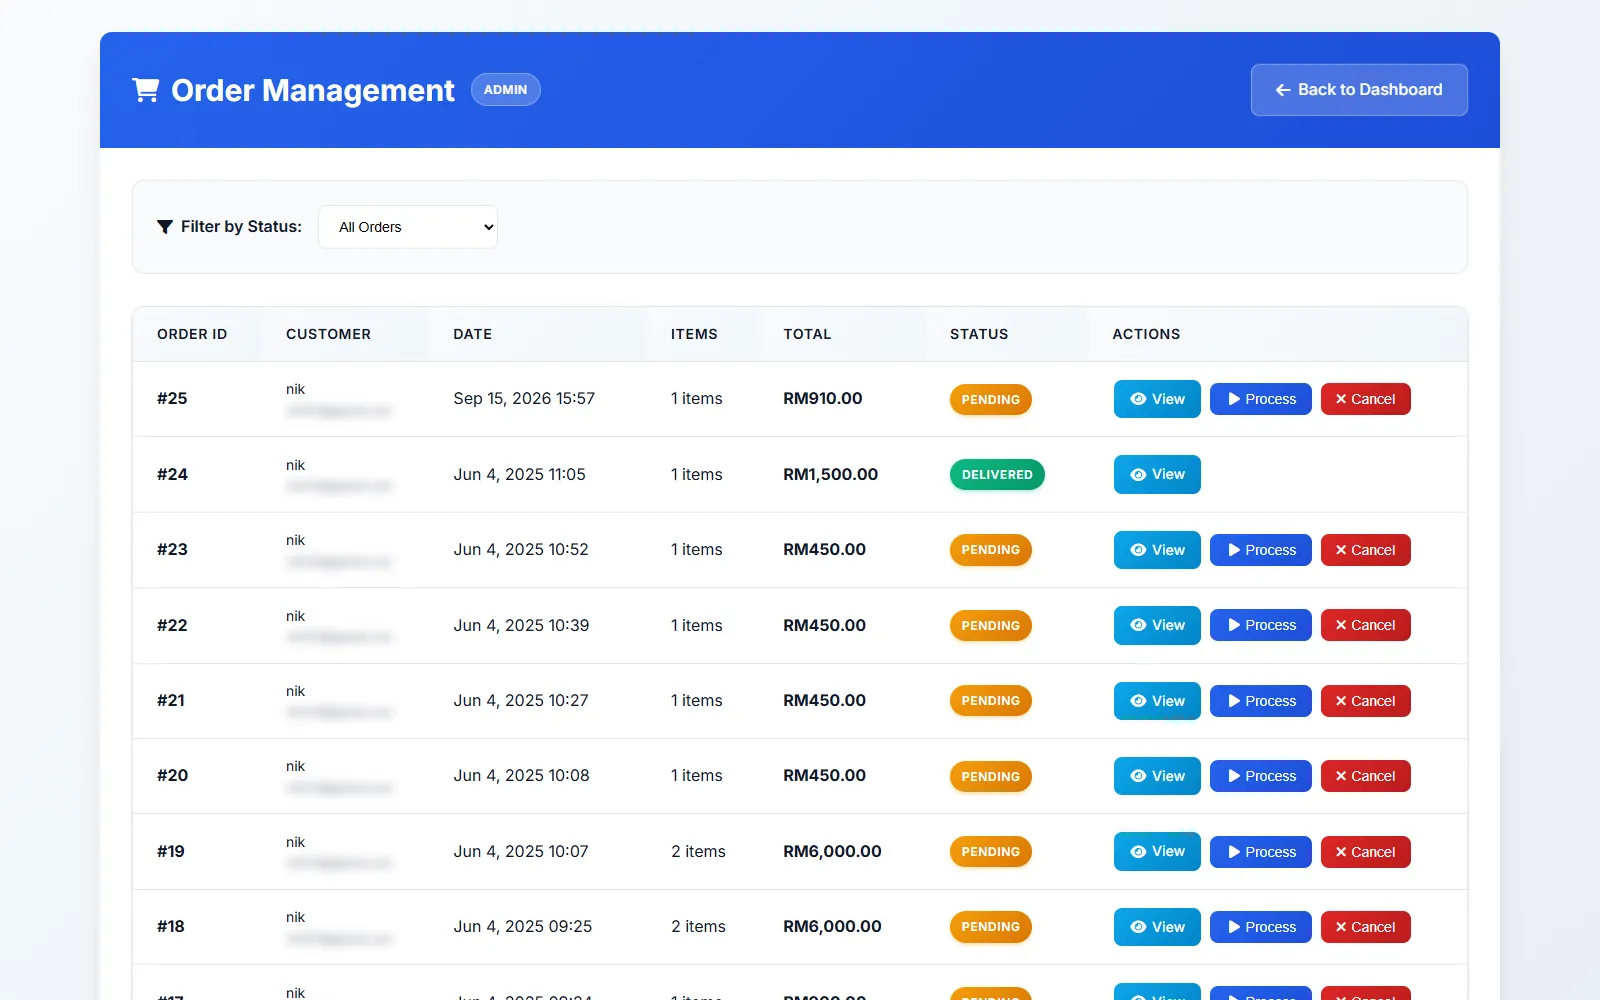 Order Management ADMIN
Back to Dashboard
Filter by Status: All Orders
ORDER ID CUSTOMER DATE ITEMS TOTAL STATUS ACTIONS
#25 nik Sep 15, 2026 15:57 1 items RM910.00 PENDING View Process Cancel
#24 nik Jun 4, 2025 11:05 1 items RM1,500.00 DELIVERED View
#23 nik Jun 4, 2025 10:52 1 items RM450.00 PENDING View Process Cancel
#22 nik Jun 4, 2025 10:39 1 items RM450.00 PENDING View Process Cancel
#21 nik Jun 4, 2025 10:27 1 items RM450.00 PENDING View Process Cancel
#20 nik Jun 4, 2025 10:08 1 items RM450.00 PENDING View Process Cancel
#19 nik Jun 4, 2025 10:07 2 items RM6,000.00 PENDING View Process Cancel
#18 nik Jun 4, 2025 09:25 2 items RM6,000.00 PENDING View Process Cancel
nik